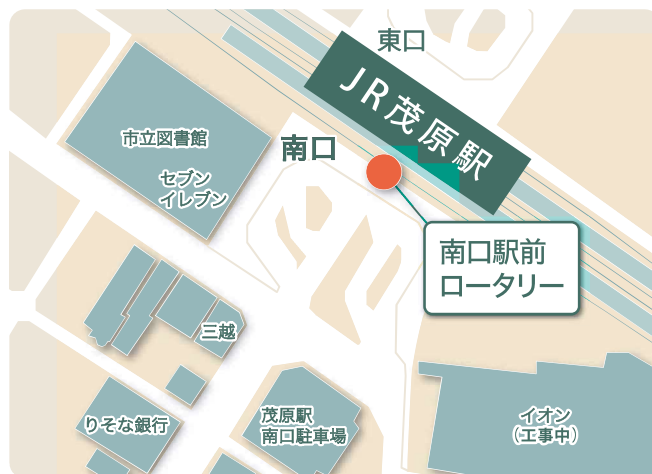 東口
JR茂原駅
市立図書館
南口
セブン
イレブン
南口駅前
ロータリー
三越
りそな銀行
茂原駅
南口駐車場
イオン
（工事中）